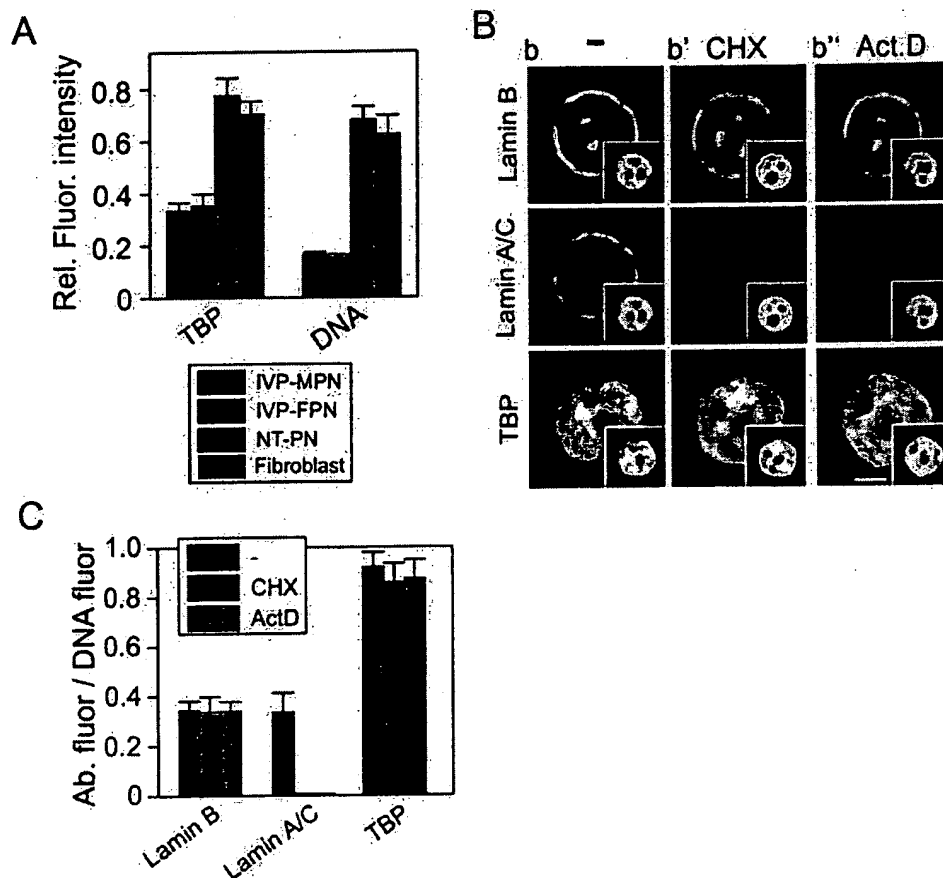 A
Rel. Fluor. intensity
0.8
0.6
0.4
0.2
0
TBP
DNA
IVP-MPN
IVP-FPN
NT-PN
Fibroblast
B
b - b' CHX b" Act.D
Lamin B
Lamin A/C
TBP
C
Ab. fluor / DNA fluor
1.0
0.8
0.6
0.4
0.2
0
-
CHX
ActD
Lamin B
Lamin A/C
TBP